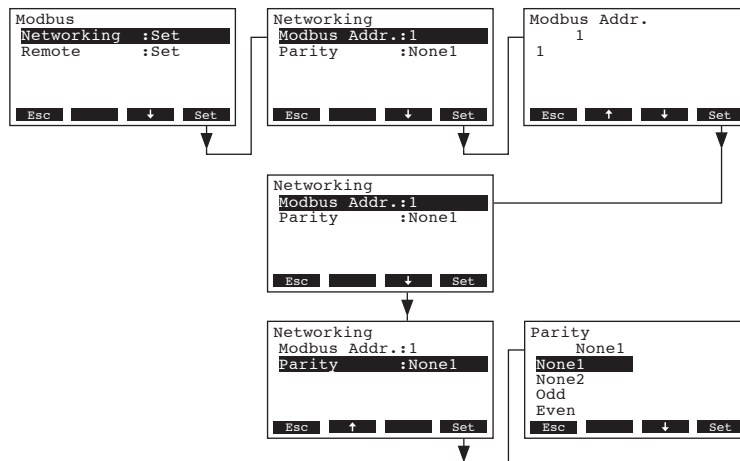 Modbus
Networking :Set
Remote :Set
Esc ↓ Set
Networking
Modbus Addr.:1
Parity :None1
Esc ↓ Set
Modbus Addr.
1
1
Esc ↑ ↓ Set
Networking
Modbus Addr.:1
Parity :None1
Esc ↓ Set
Networking
Modbus Addr.:1
Parity :None1
Esc ↑ Set
Parity
None1
None1
None2
Odd
Even
Esc ↓ Set